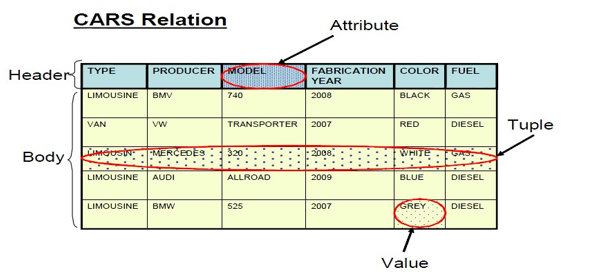 CARS Relation
Attribute
Header
TYPE PRODUCER MODEL FABRICATION YEAR COLOR FUEL
LIMOUSINE BMV 740 2008 BLACK GAS
VAN VW TRANSPORTER 2007 RED DIESEL
Tuple
Body
LIMOUSIN MERCEDES 320 2008 WHITE GAS
LIMOUSINE AUDI ALLROAD 2009 BLUE DIESEL
LIMOUSINE BMW 525 2007 GREY DIESEL
Value